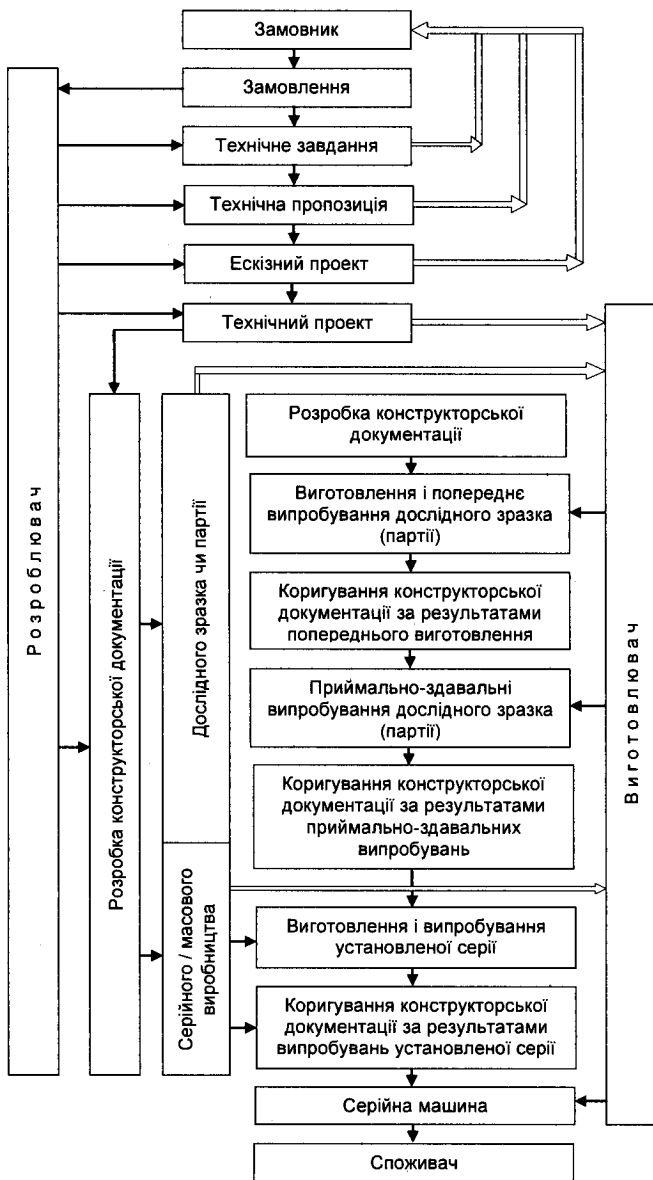 Замовник
Замовлення
Технічне завдання
Технічна пропозиція
Ескізний проект
Технічний проект
Розроблювач
Розробка конструкторської документації
Дослідного зразка чи партії
Серійного / масового
виробництва
Розробка конструкторської
документації
Виготовлення і попереднє
випробування дослідного зразка
(партії)
Коригування конструкторської
документації за результатами
попереднього виготовлення
Приймально-здавальні
випробування дослідного зразка
(партії)
Коригування конструкторської
документації за результатами
приймально-здавальних
випробувань
Виготовлення і випробування
установленої серії
Коригування конструкторської
документації за результатами
випробувань установленої серії
Серійна машина
Споживач
Виготовлювач